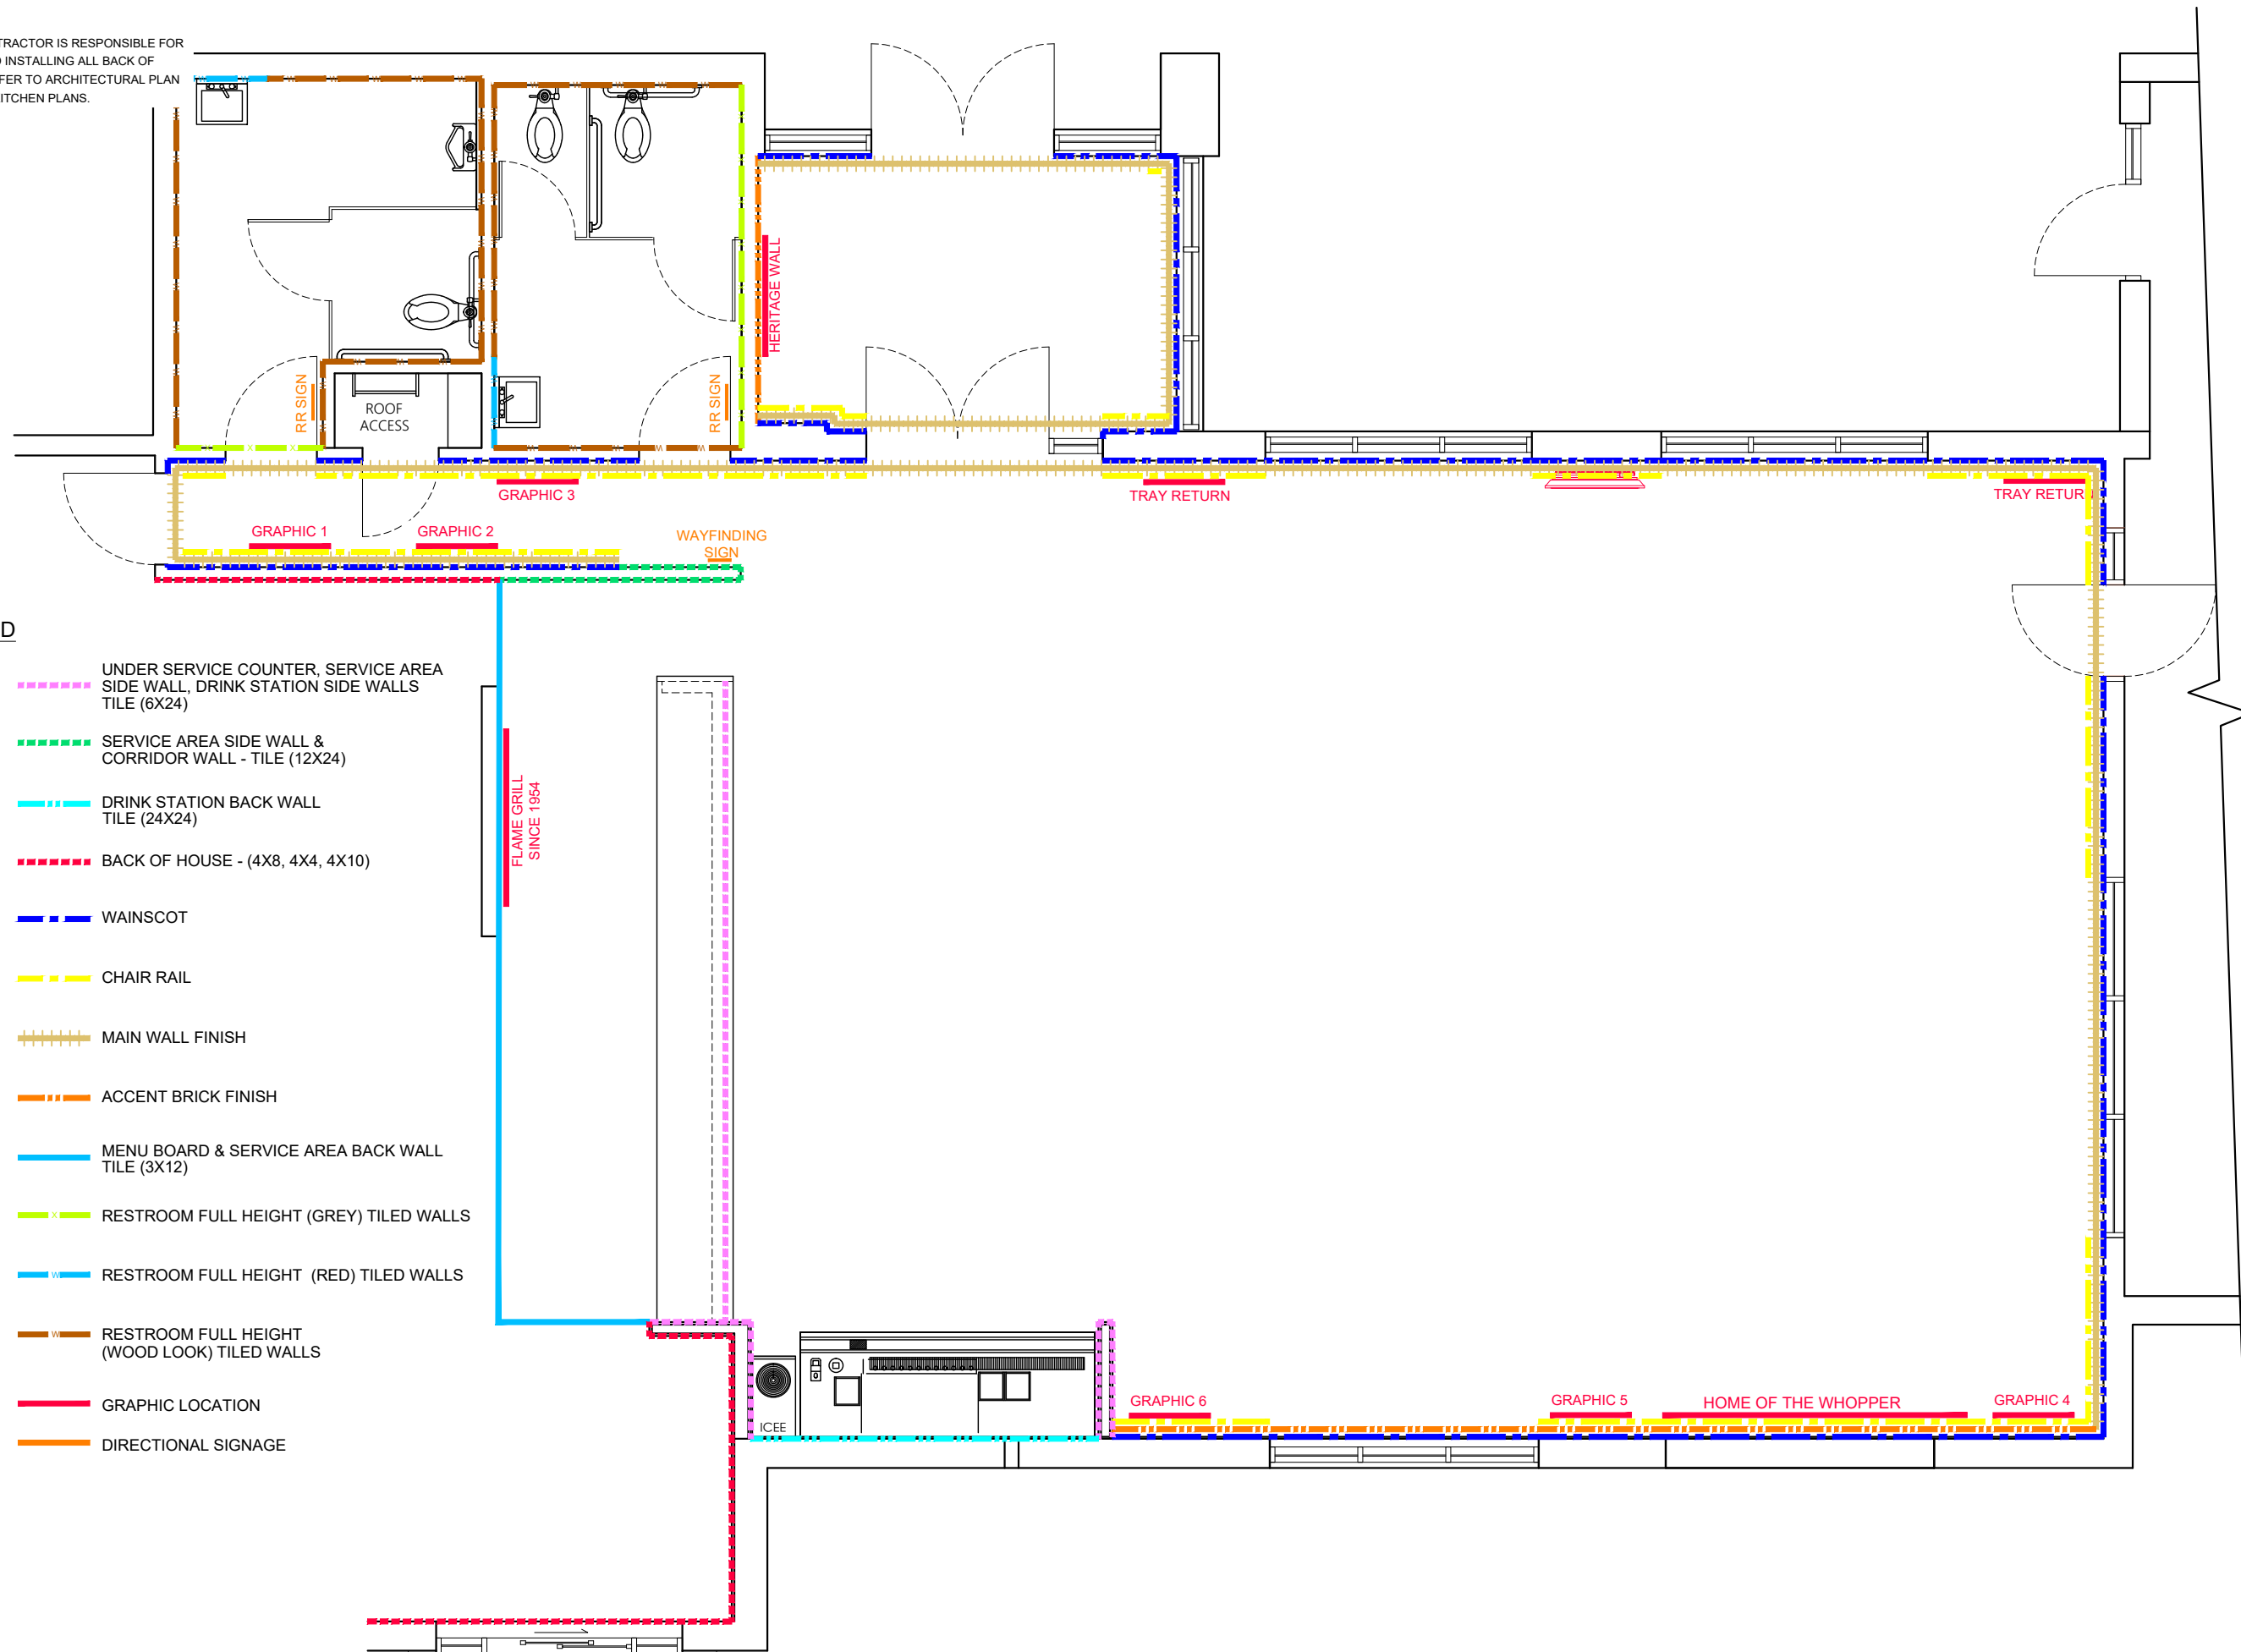 TRACTOR IS RESPONSIBLE FOR
INSTALLING ALL BACK OF
FER TO ARCHITECTURAL PLAN
ITCHEN PLANS.
HERITAGE WALL
RR SIGN
ROOF
ACCESS
RR SIGN
GRAPHIC 3
TRAY RETURN
TRAY RETURN
GRAPHIC 1
GRAPHIC 2
WAYFINDING
SIGN
D
UNDER SERVICE COUNTER, SERVICE AREA
SIDE WALL, DRINK STATION SIDE WALLS
TILE (6X24)
SERVICE AREA SIDE WALL &
CORRIDOR WALL - TILE (12X24)
DRINK STATION BACK WALL
TILE (24X24)
BACK OF HOUSE - (4X8, 4X4, 4X10)
WAINSCOT
CHAIR RAIL
MAIN WALL FINISH
ACCENT BRICK FINISH
MENU BOARD & SERVICE AREA BACK WALL
TILE (3X12)
X RESTROOM FULL HEIGHT (GREY) TILED WALLS
W RESTROOM FULL HEIGHT (RED) TILED WALLS
W RESTROOM FULL HEIGHT
(WOOD LOOK) TILED WALLS
GRAPHIC LOCATION
DIRECTIONAL SIGNAGE
FLAME GRILL
SINCE 1954
ICEE
GRAPHIC 6
GRAPHIC 5
HOME OF THE WHOPPER
GRAPHIC 4